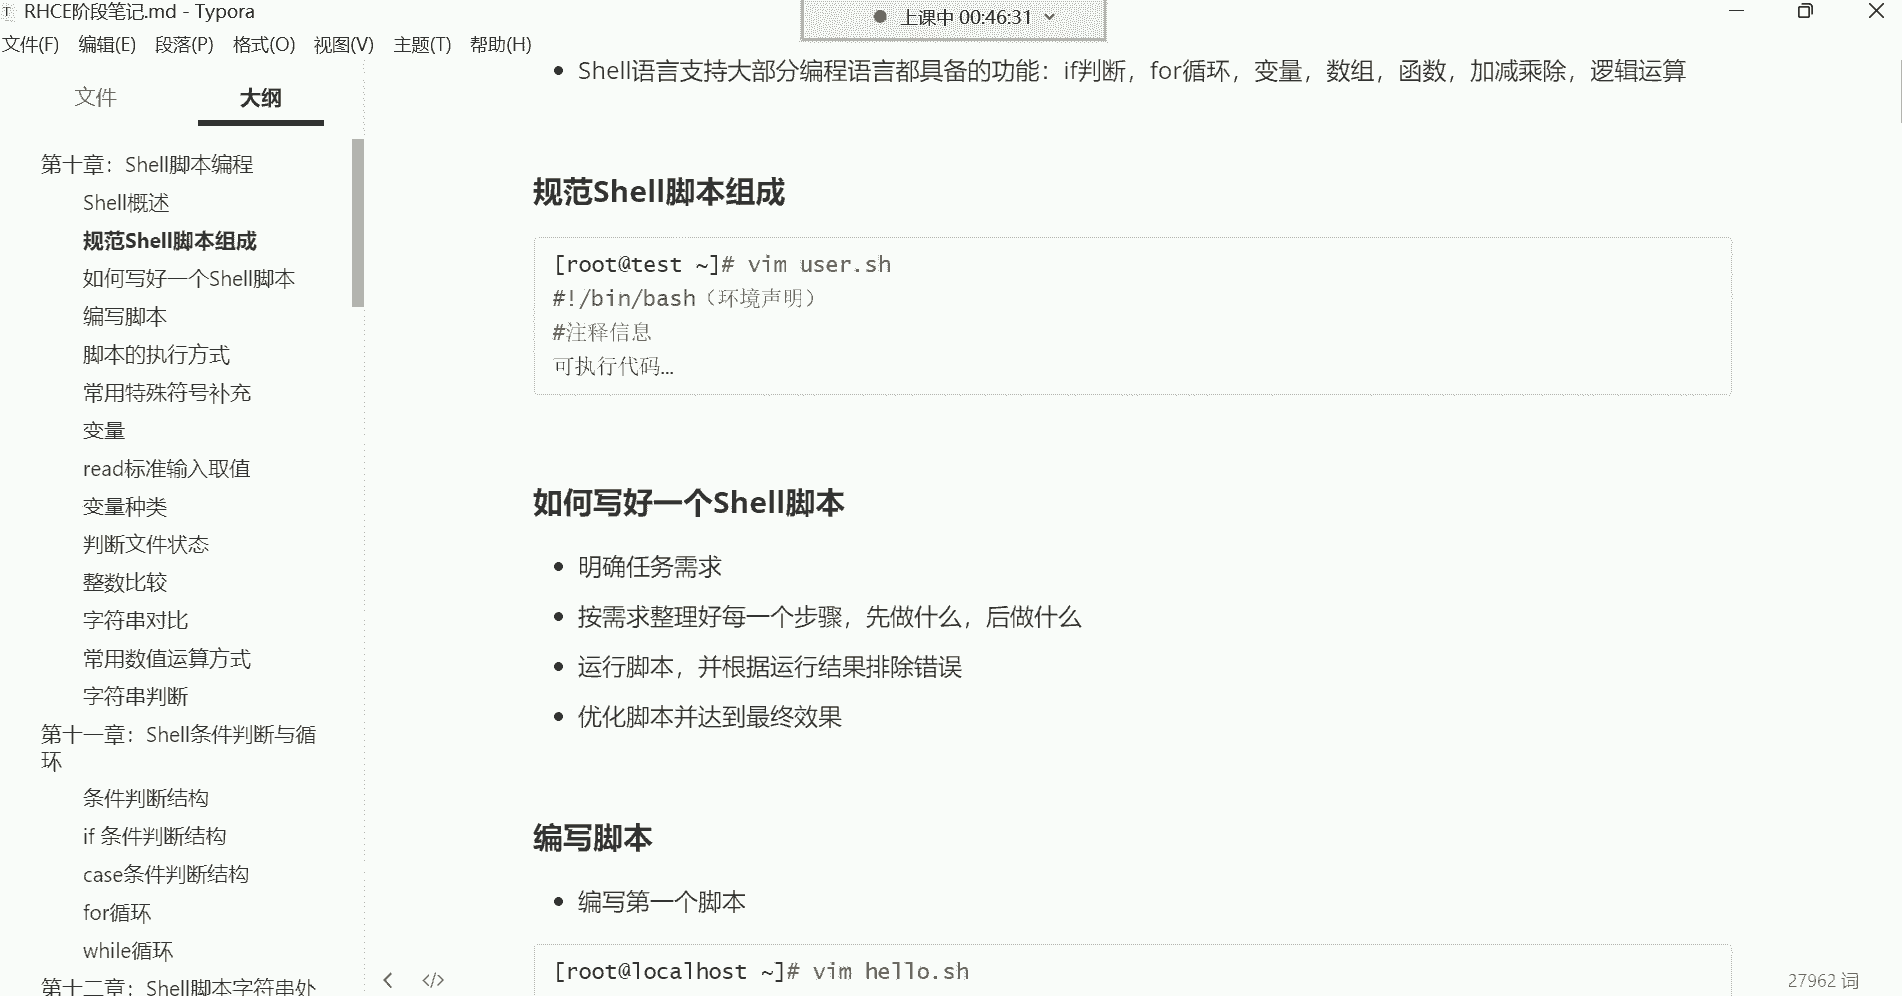 RHCE阶段笔记.md - Typora
上课中 00:46:31
文件(F) 编辑(E) 段落(P) 格式(O) 视图(V) 主题(T) 帮助(H)
文件 大纲
第十章：Shell脚本编程
Shell概述
规范Shell脚本组成
如何写好一个Shell脚本
编写脚本
脚本的执行方式
常用特殊符号补充
变量
read标准输入取值
变量种类
判断文件状态
整数比较
字符串对比
常用数值运算方式
字符串判断
第十一章：Shell条件判断与循
环
条件判断结构
if 条件判断结构
case条件判断结构
for循环
while循环
第十二章：Shell脚本字符串处
Shell语言支持大部分编程语言都具备的功能：if判断，for循环，变量，数组，函数，加减乘除，逻辑运算
规范Shell脚本组成
[root@test ~]# vim user.sh
#!/bin/bash（环境声明）
#注释信息
可执行代码...
如何写好一个Shell脚本
明确任务需求
按需求整理好每一个步骤，先做什么，后做什么
运行脚本，并根据运行结果排除错误
优化脚本并达到最终效果
编写脚本
编写第一个脚本
[root@localhost ~]# vim hello.sh
27962 词